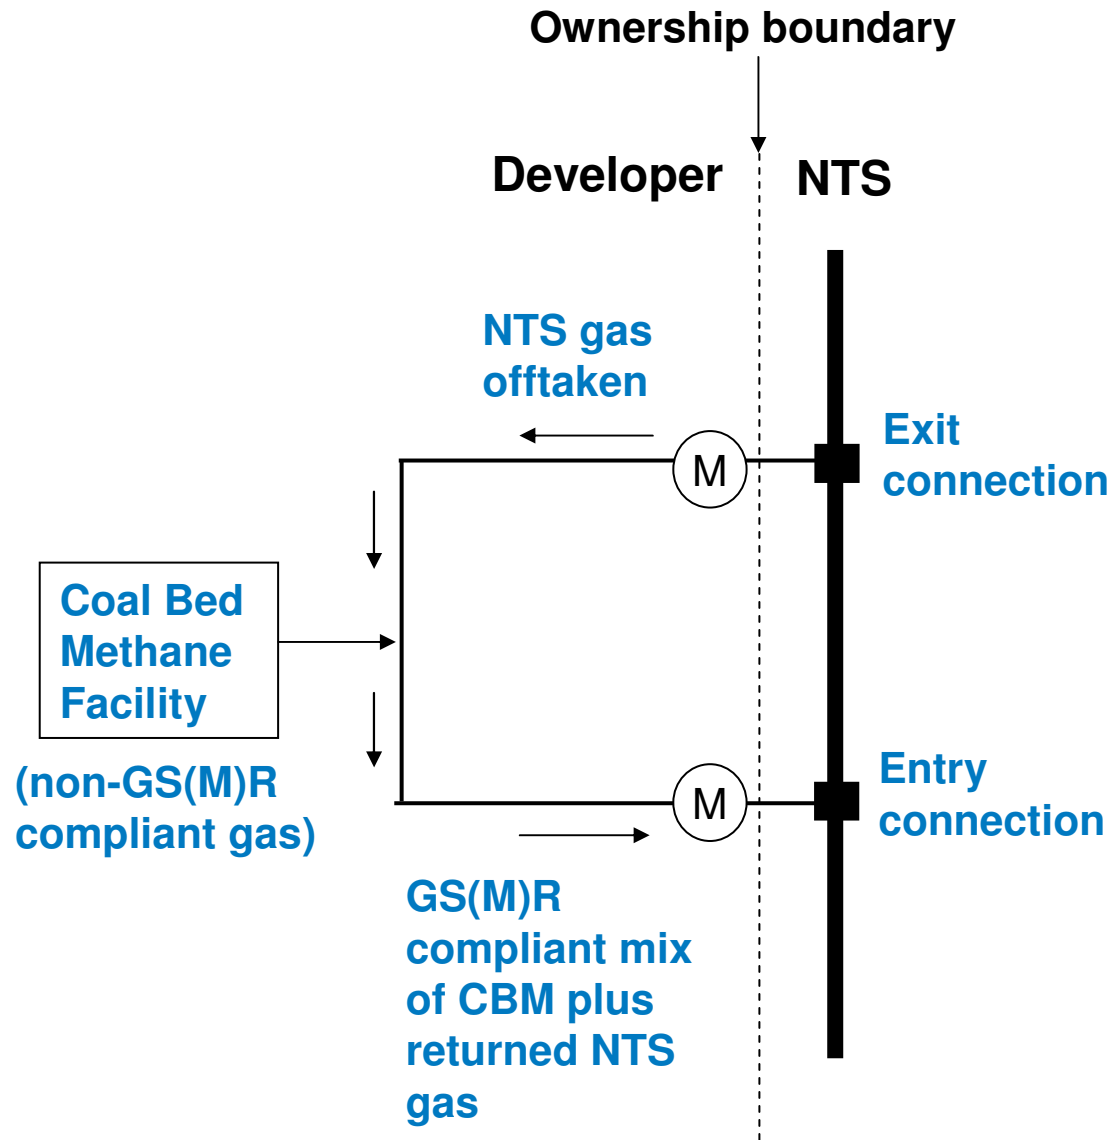 Ownership boundary
Developer
NTS
NTS gas
offtaken
M
Exit
connection
Coal Bed
Methane
Facility
(non-GS(M)R
compliant gas)
M
Entry
connection
GS(M)R
compliant mix
of CBM plus
returned NTS
gas